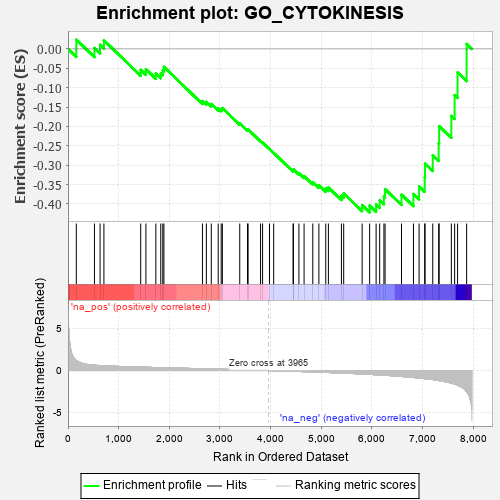 Enrichment plot: GO_CYTOKINESIS
Enrichment score (ES)
0.00
-0.05
-0.10
-0.15
-0.20
-0.25
-0.30
-0.35
-0.40
'na_pos' (positively correlated)
Ranked list metric (PreRanked)
5
0
-5
Zero cross at 3965
'na_neg' (negatively correlated)
0 1,000 2,000 3,000 4,000 5,000 6,000 7,000 8,000
Rank in Ordered Dataset
Enrichment profile Hits Ranking metric scores